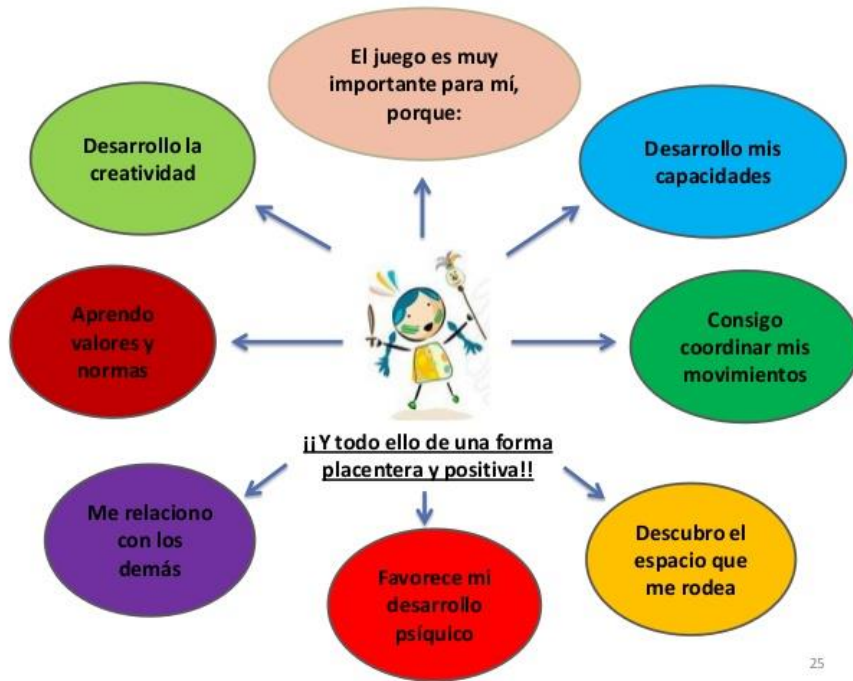 El juego es muy
importante para mí,
porque:
Desarrollo la
creatividad
Desarrollo mis
capacidades
Aprendo
valores y
normas
Consigo
coordinar mis
movimientos
¡¡Y todo ello de una forma
placentera y positiva!!
Me relaciono
con los
demás
Favorece mi
desarrollo
psíquico
Descubro el
espacio que
me rodea
25